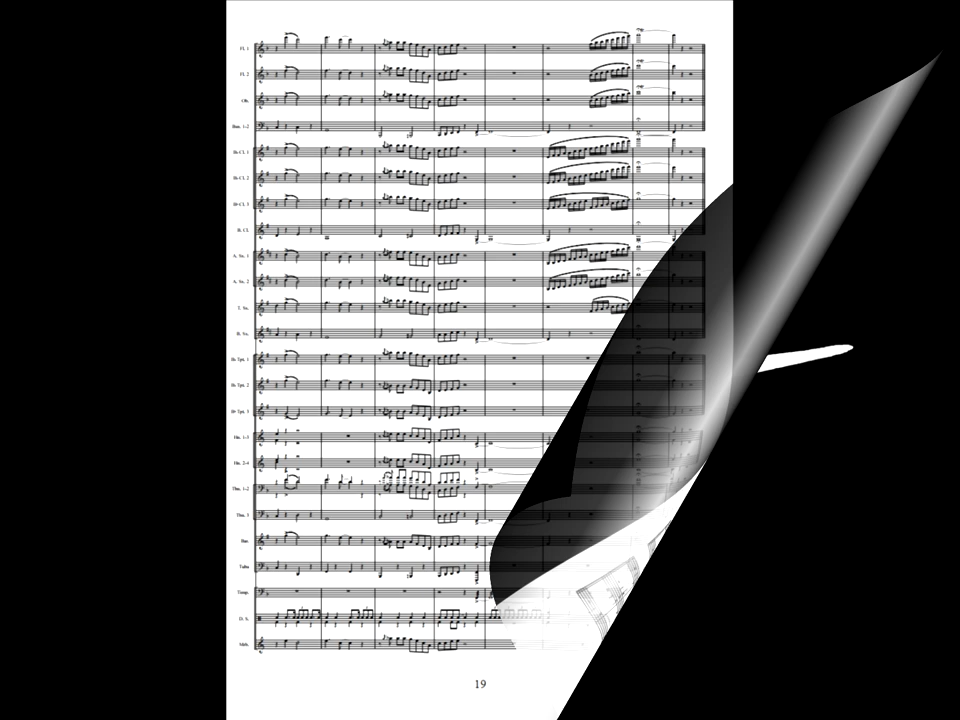 Fl. 1
Fl. 2
Ob.
Bsn. 1-2
B♭ Cl. 1
B♭ Cl. 2
B♭ Cl. 3
B. Cl.
A. Sx. 1
A. Sx. 2
T. Sx.
B. Sx.
B♭ Tpt. 1
B♭ Tpt. 2
B♭ Tpt. 3
Hn. 1-3
Hn. 2-4
Tbn. 1-2
Tbn. 3
Bar.
Tuba
Timp.
D. S.
Mrb.
19